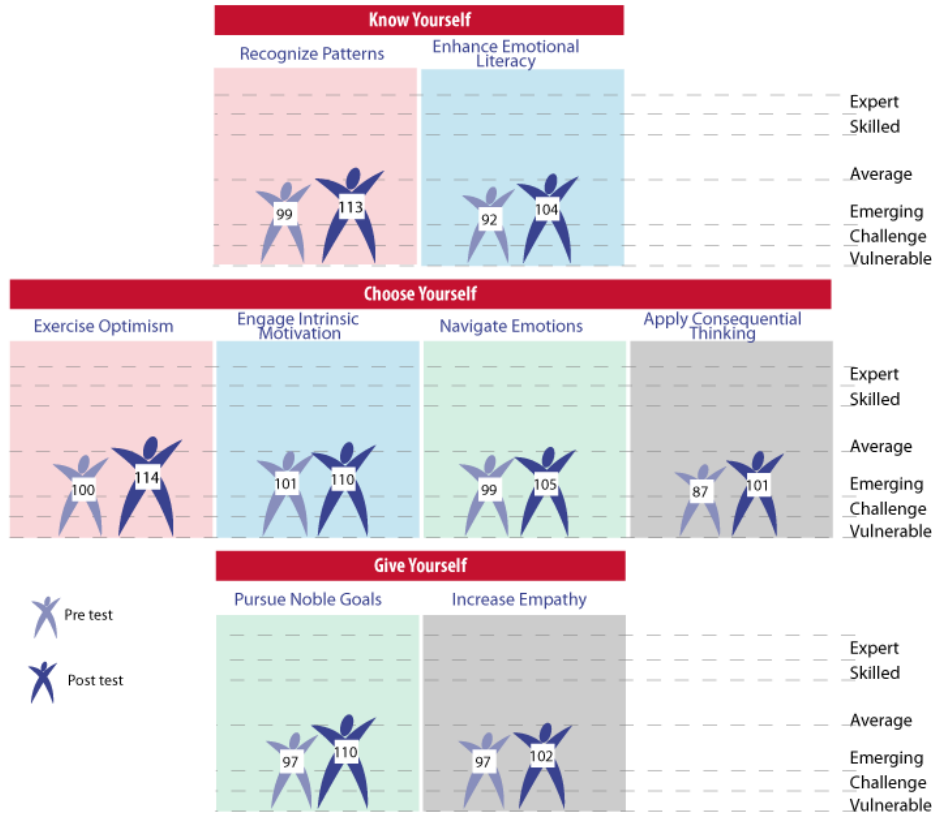 Know Yourself
Recognize Patterns
Enhance Emotional
Literacy
Expert
Skilled
Average
Emerging
Challenge
Vulnerable
99
113
92
104
Choose Yourself
Exercise Optimism
Engage Intrinsic
Motivation
Navigate Emotions
Apply Consequential
Thinking
Expert
Skilled
Average
Emerging
Challenge
Vulnerable
100
114
101
110
99
105
87
101
Give Yourself
Pursue Noble Goals
Increase Empathy
Pre test
Post test
Expert
Skilled
Average
Emerging
Challenge
Vulnerable
97
110
97
102